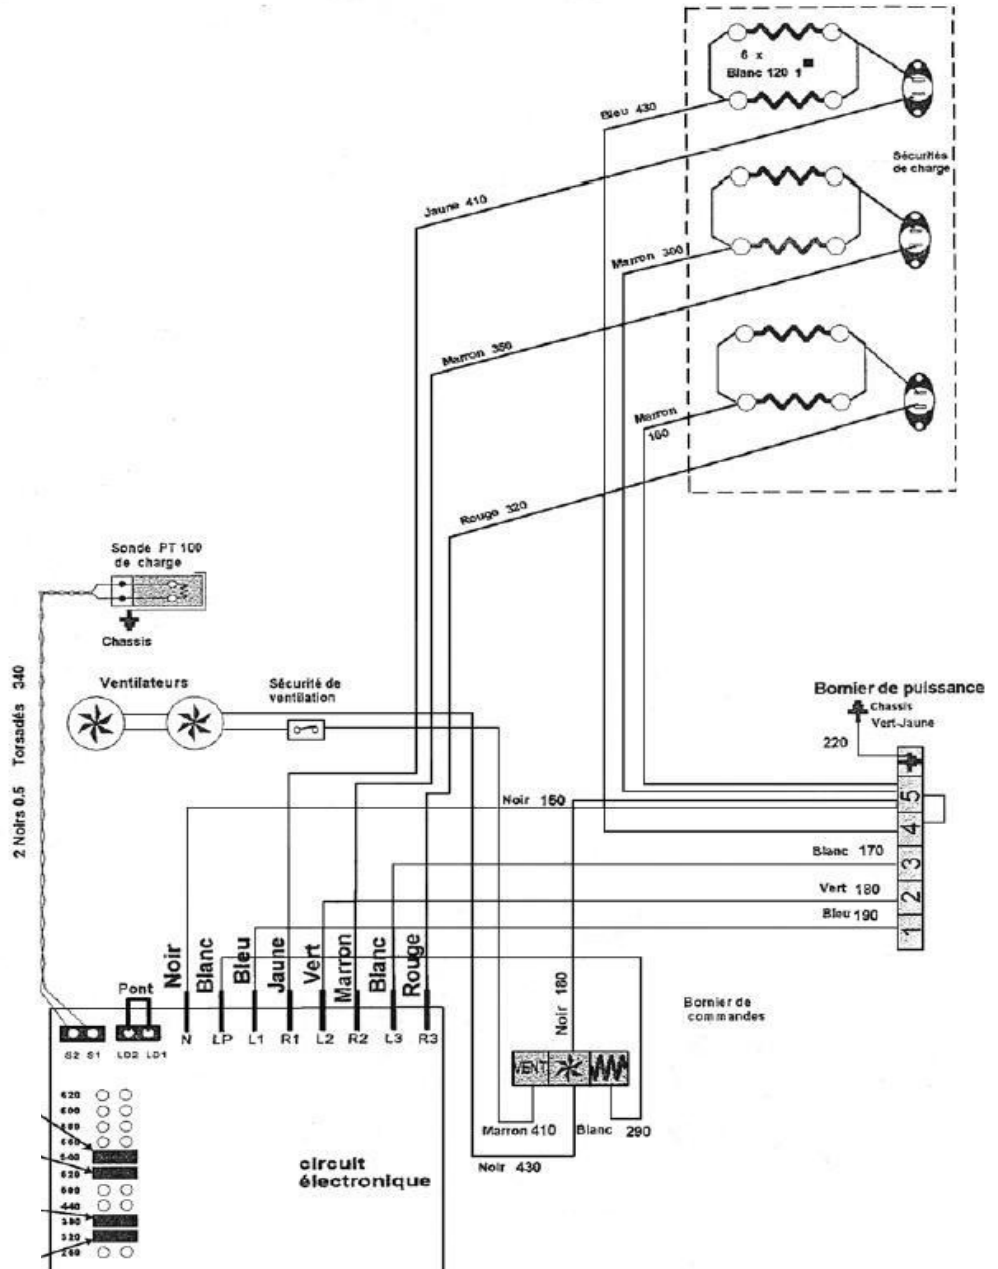 6 x
Blanc 120 1
Bleu 430
Sécurités
de charge
Jaune 410
Marron 300
Marron 350
Marron
160
Rouge 320
Sonde PT 100
de charge
Chassis
2 Noirs 0.5 Torsadés 340
Ventilateurs
Sécurité de
ventilation
Bornier de puissance
Chassis
Vert-Jaune
220
5
4
3
2
1
Noir 150
Blanc 170
Vert 180
Bleu 190
Noir
Blanc
Bleu
Jaune
Vert
Marron
Blanc
Rouge
Noir 180
Bornier de
commandes
Pont
S2 S1 LD2 LD1
N LP L1 R1 L2 R2 L3 R3
VENT
Marron 410
Blanc 290
Noir 430
circuit
électronique
620
600
580
560
540
520
500
440
380
320
260